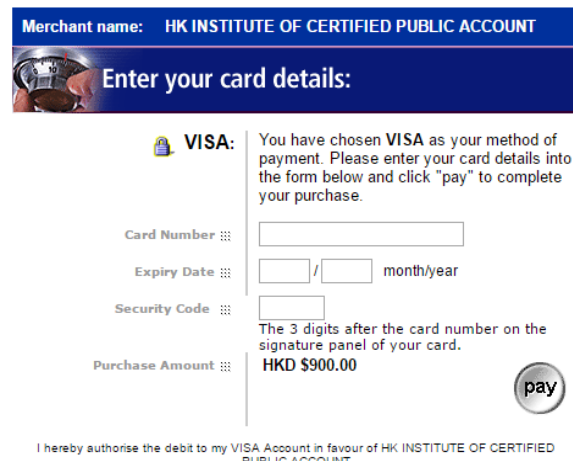 Merchant name: HK INSTITUTE OF CERTIFIED PUBLIC ACCOUNT
Enter your card details:
VISA:
You have chosen VISA as your method of
payment. Please enter your card details into
the form below and click "pay" to complete
your purchase.
Card Number
Expiry Date / month/year
Security Code
The 3 digits after the card number on the
signature panel of your card.
Purchase Amount HKD $900.00
pay
I hereby authorise the debit to my VISA Account in favour of HK INSTITUTE OF CERTIFIED
PUBLIC ACCOUNT